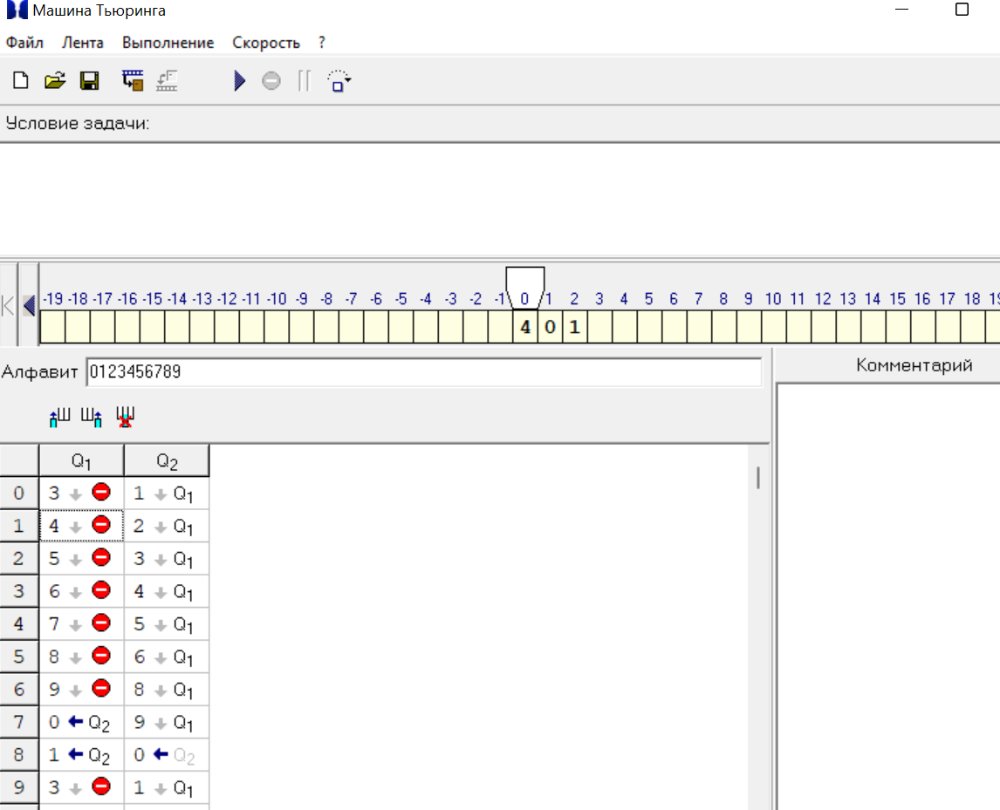 Машина Тьюринга
Файл Лента Выполнение Скорость ?
Условие задачи:
-19 -18 -17 -16 -15 -14 -13 -12 -11 -10 -9 -8 -7 -6 -5 -4 -3 -2 -1 0 1 2 3 4 5 6 7 8 9 10 11 12 13 14 15 16 17 18
4 0 1
Алфавит 0123456789
Комментарий
Q1 Q2
0 3 1 Q1
1 4 2 Q1
2 5 3 Q1
3 6 4 Q1
4 7 5 Q1
5 8 6 Q1
6 9 8 Q1
7 0 Q2 9 Q1
8 1 Q2 0 Q2
9 3 1 Q1